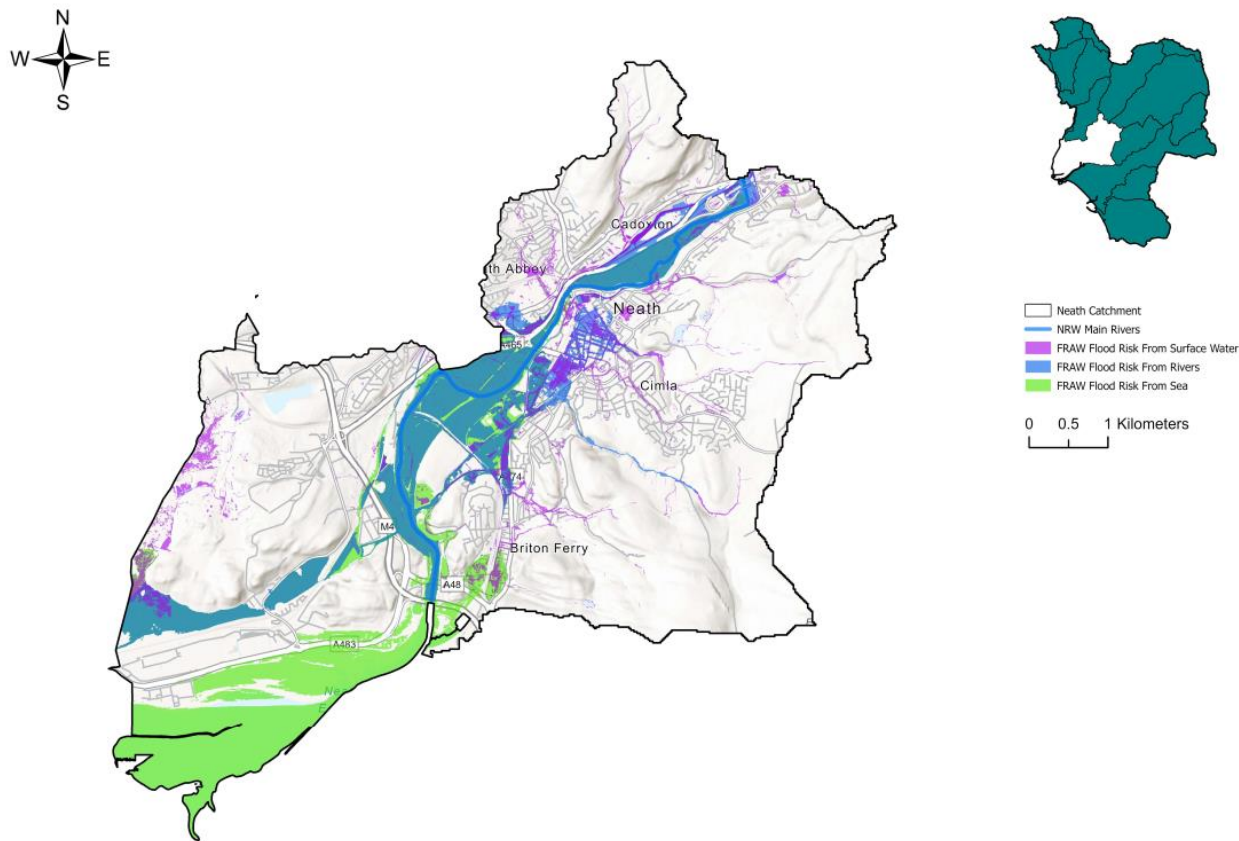 N
W E
S
Cadoxton
th Abbey
Neath
A465
Cimla
A474
M4
Briton Ferry
A48
A483
Neath Catchment
NRW Main Rivers
FRAW Flood Risk From Surface Water
FRAW Flood Risk From Rivers
FRAW Flood Risk From Sea
0 0.5 1 Kilometers